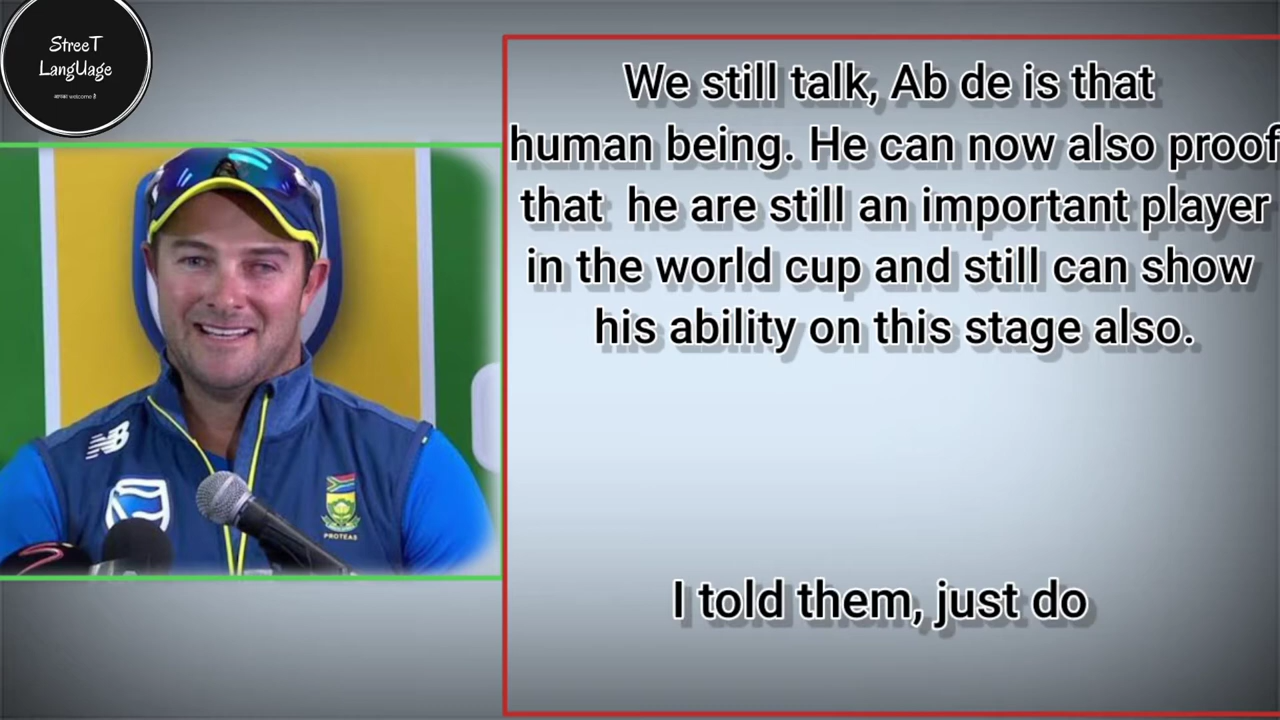 StreeT
LangUage
welcome
We still talk, Ab de is that
human being. He can now also proof
that he are still an important player
in the world cup and still can show
his ability on this stage also.
I told them, just do
NB
PROTEAS